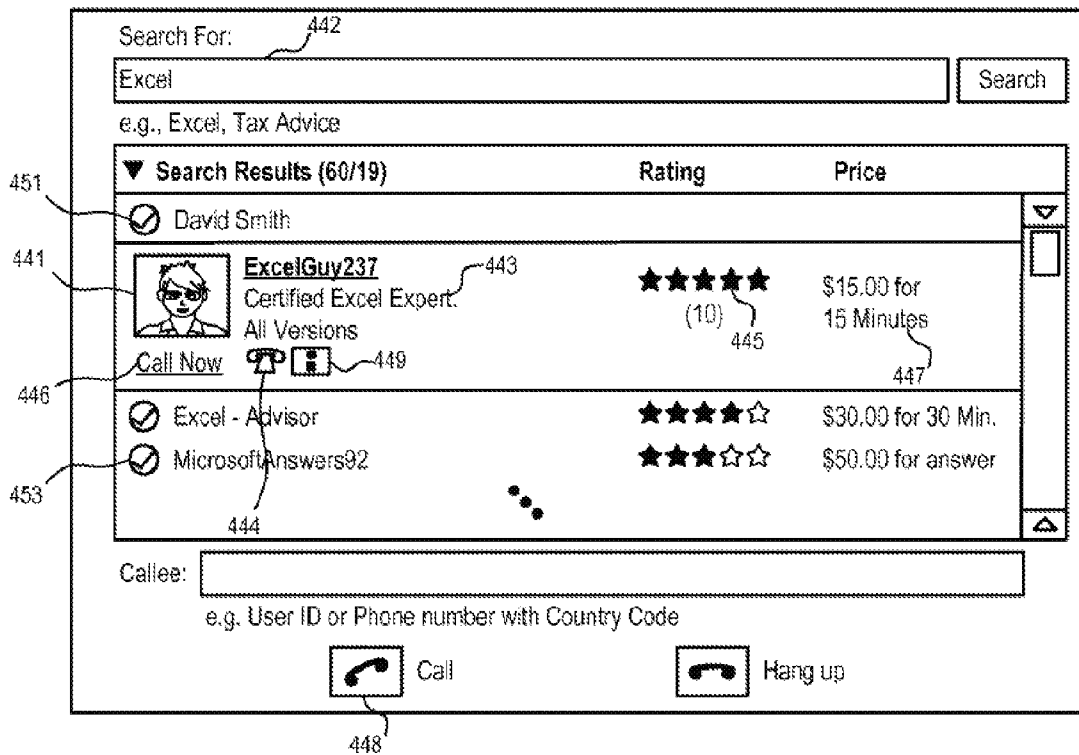 442
Search For:
Excel
Search
e.g., Excel, Tax Advice
Search Results (60/19) Rating Price
451
David Smith
441
ExcelGuy237
443
Certified Excel Expert.
All Versions
(10)
445
$15.00 for
15 Minutes
447
446
Call Now
449
Excel - Advisor $30.00 for 30 Min.
MicrosoftAnswers92 $50.00 for answer
453
444
Callee:
e.g. User ID or Phone number with Country Code
Call
Hang up
448